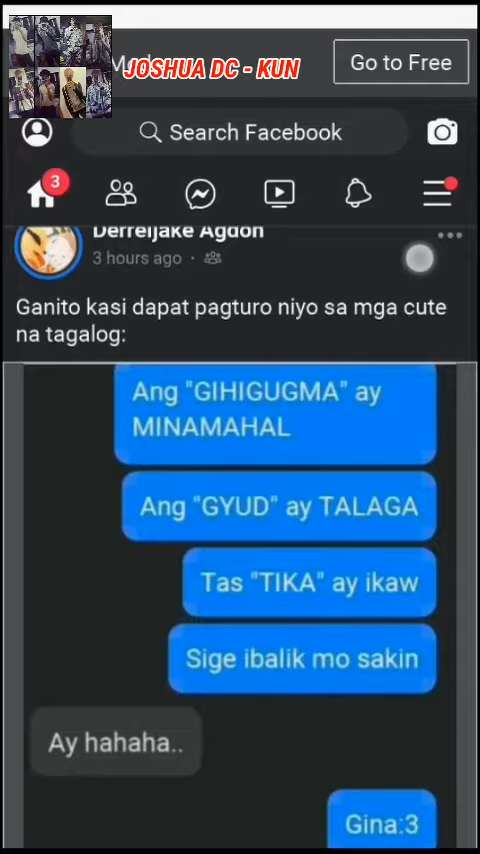 JOSHUA DC - KUN
Go to Free
Search Facebook
3
Derreljake Agdon
3 hours ago
Ganito kasi dapat pagturo niyo sa mga cute
na tagalog:
Ang "GIHIGUGMA" ay
MINAMAHAL
Ang "GYUD" ay TALAGA
Tas "TIKA" ay ikaw
Sige ibalik mo sakin
Ay hahaha..
Gina:3